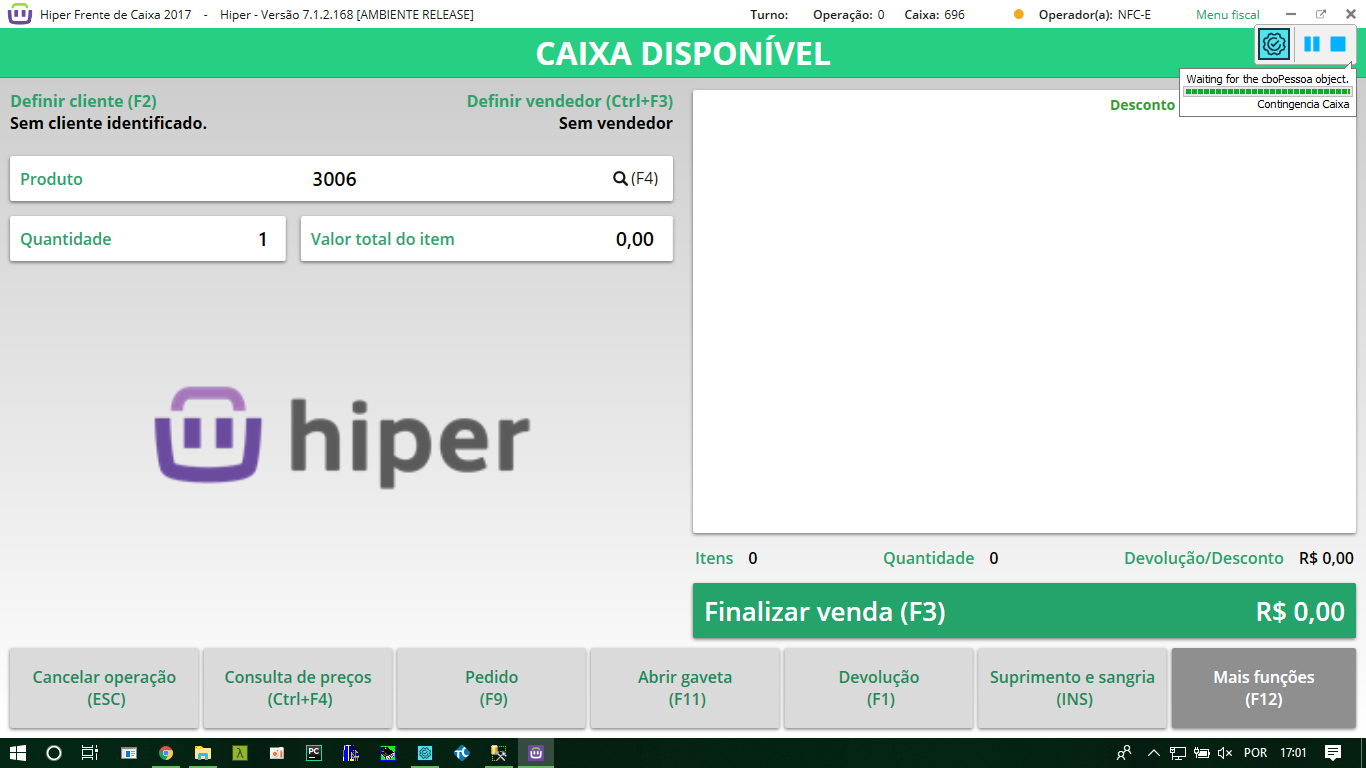 Hiper Frente de Caixa 2017 - Hiper - Versão 7.1.2.168 [AMBIENTE RELEASE] Turno: Operação: 0 Caixa: 696 Operador(a): NFC-E Menu fiscal
CAIXA DISPONÍVEL
Waiting for the cboPessoa object.
Contingencia Caixa
Definir cliente (F2) Definir vendedor (Ctrl+F3)
Sem cliente identificado. Sem vendedor
Desconto
Produto 3006 (F4)
Quantidade 1 Valor total do item 0,00
hiper
Itens 0 Quantidade 0 Devolução/Desconto R$ 0,00
Finalizar venda (F3) R$ 0,00
Cancelar operação (ESC)
Consulta de preços (Ctrl+F4)
Pedido (F9)
Abrir gaveta (F11)
Devolução (F1)
Suprimento e sangria (INS)
Mais funções (F12)
PC POR 17:01